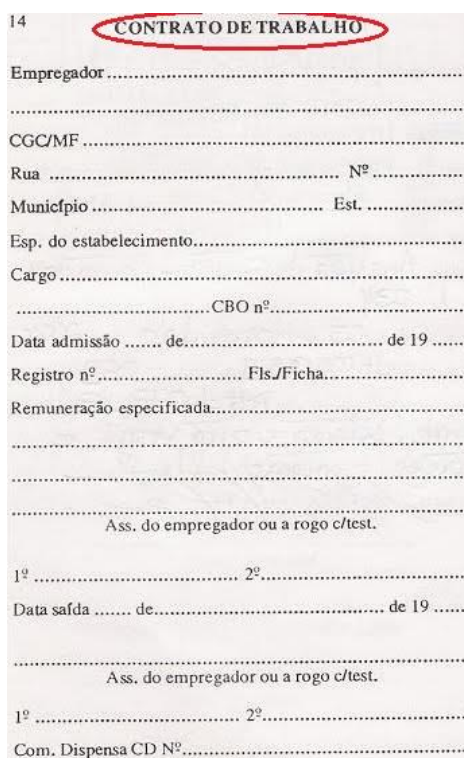 14
CONTRATO DE TRABALHO
Empregador
CGC/MF
Rua Nº
Município Est.
Esp. do estabelecimento
Cargo
CBO nº
Data admissão ....... de ....... de 19 ......
Registro nº Fls./Ficha
Remuneração especificada
Ass. do empregador ou a rogo c/test.
1º 2º
Data saída ....... de ....... de 19 ......
Ass. do empregador ou a rogo c/test.
1º 2º
Com. Dispensa CD Nº